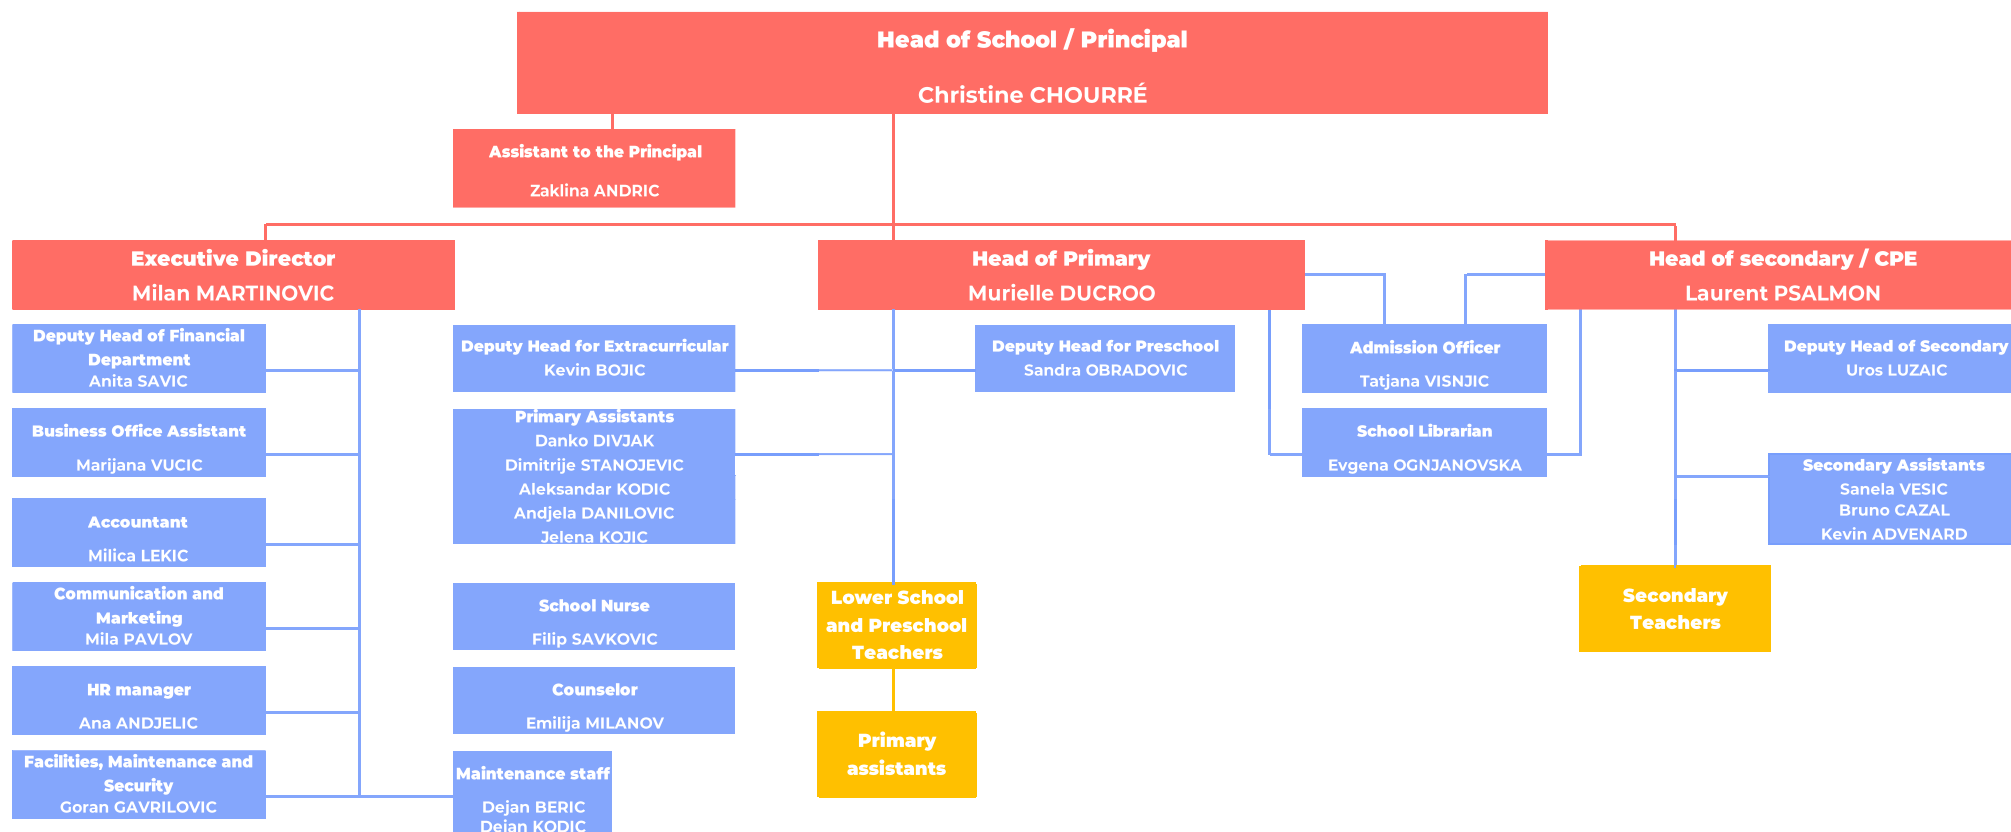 Head of School / Principal
Christine CHOURRÉ
Assistant to the Principal
Zaklina ANDRIC
Executive Director
Milan MARTINOVIC
Head of Primary
Murielle DUCROO
Head of secondary / CPE
Laurent PSALMON
Deputy Head of Financial
Department
Anita SAVIC
Business Office Assistant
Marijana VUCIC
Accountant
Milica LEKIC
Communication and
Marketing
Mila PAVLOV
HR manager
Ana ANDJELIC
Facilities, Maintenance and
Security
Goran GAVRILOVIC
Deputy Head for Extracurricular
Kevin BOJIC
Primary Assistants
Danko DIVJAK
Dimitrije STANOJEVIC
Aleksandar KODIC
Andjela DANILOVIC
Jelena KOJIC
School Nurse
Filip SAVKOVIC
Counselor
Emilija MILANOV
Maintenance staff
Dejan BERIC
Dejan KODIC
Deputy Head for Preschool
Sandra OBRADOVIC
Lower School
and Preschool
Teachers
Primary
assistants
Admission Officer
Tatjana VISNJIC
School Librarian
Evgena OGNJANOVSKA
Deputy Head of Secondary
Uros LUZAIC
Secondary Assistants
Sanela VESIC
Bruno CAZAL
Kevin ADVENARD
Secondary
Teachers